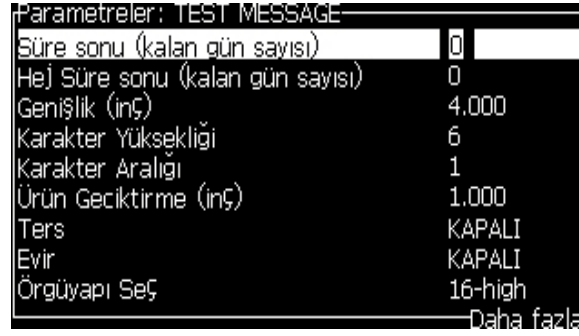 Parametreler: TEST MESSAGE
Süre sonu (kalan gün sayısı) 0
Hej Süre sonu (kalan gün sayısı) 0
Genişlik (inç) 4.000
Karakter Yüksekliği 6
Karakter Aralığı 1
Ürün Geciktirme (inç) 1.000
Ters KAPALI
Evir KAPALI
Örgüyapı Seç 16-high
Daha fazla